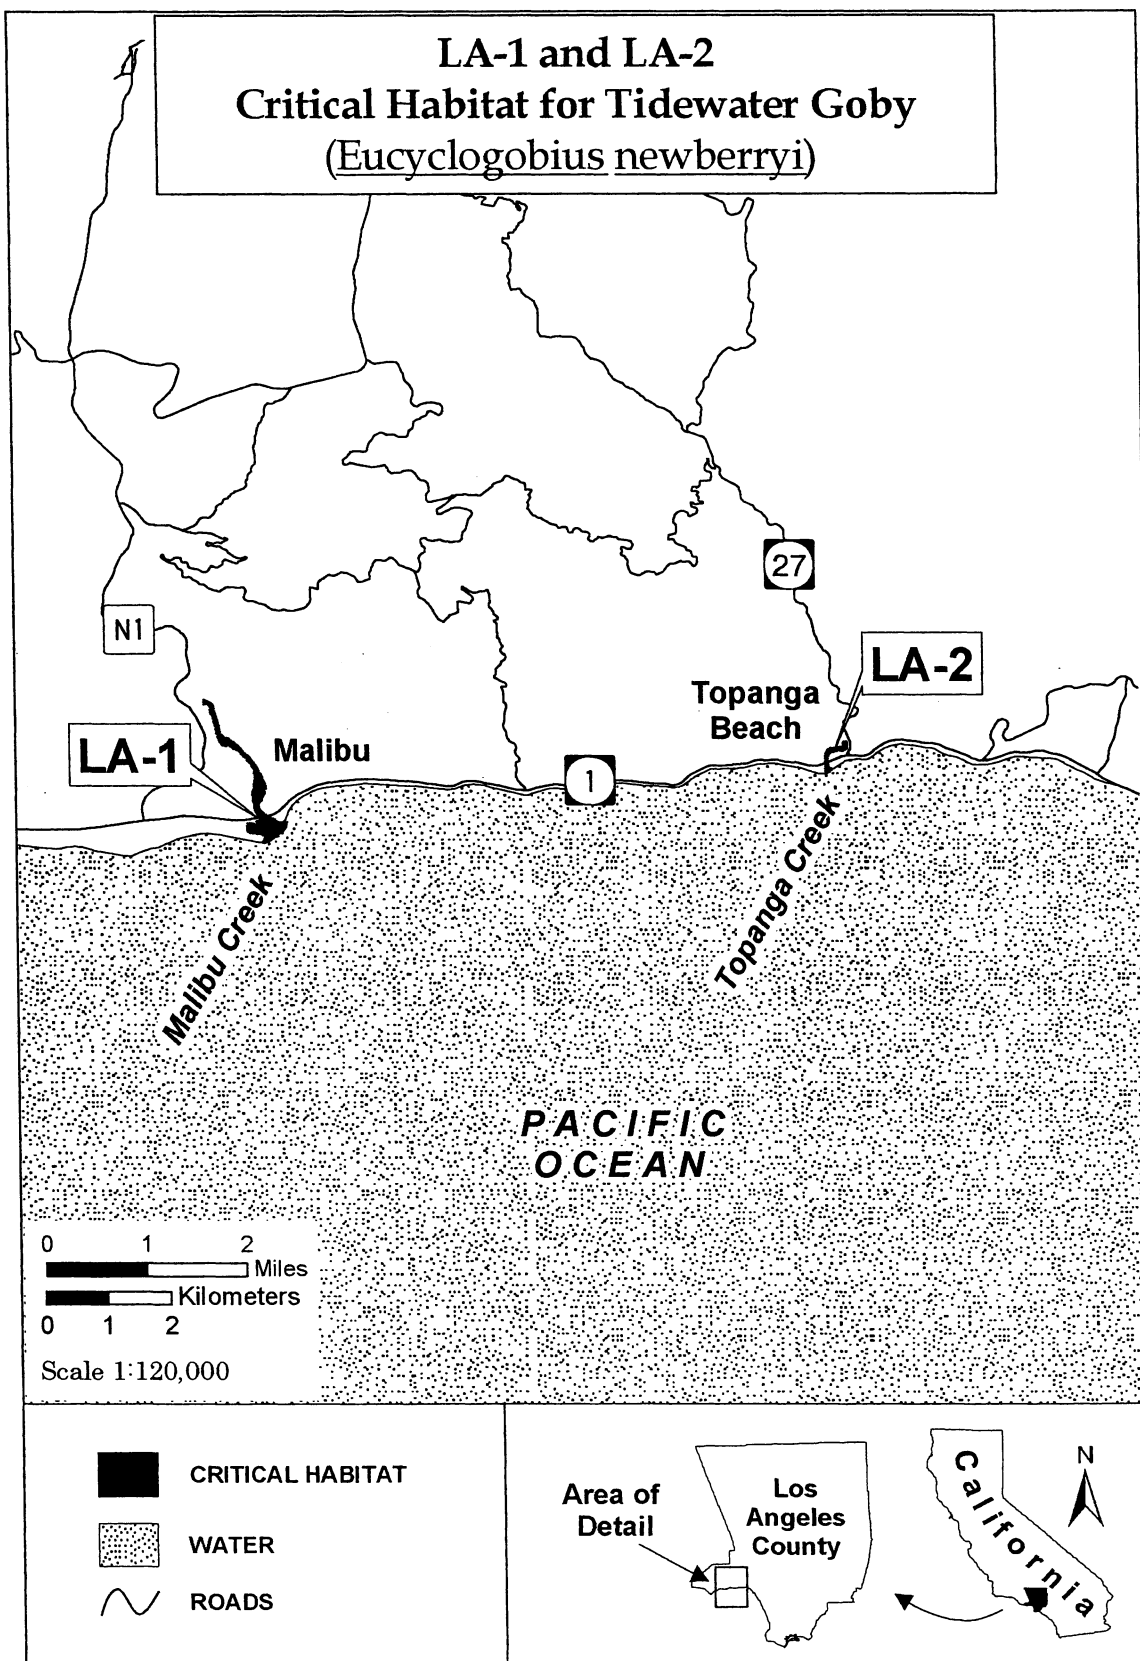 LA-1 and LA-2
Critical Habitat for Tidewater Goby
(Eucyclogobius newberryi)
27
N1
LA-2
Topanga
Beach
LA-1
Malibu
1
Malibu Creek
Topanga Creek
PACIFIC
OCEAN
0 1 2
Miles
Kilometers
0 1 2
Scale 1:120,000
CRITICAL HABITAT
WATER
ROADS
Area of
Detail
Los
Angeles
County
California
N